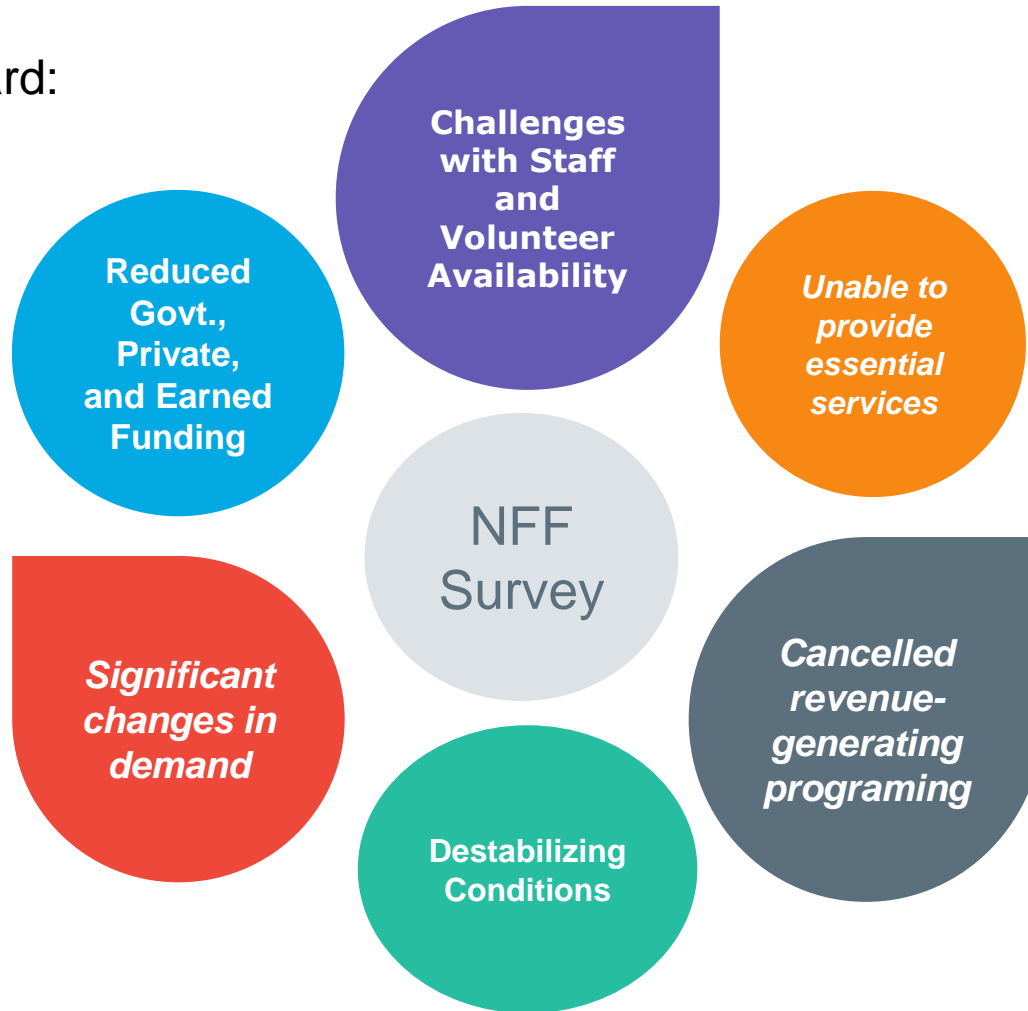 Challenges
with Staff
and
Volunteer
Availability
Reduced
Govt.,
Private,
and Earned
Funding
Unable to
provide
essential
services
NFF
Survey
Significant
changes in
demand
Cancelled
revenue-
generating
programing
Destabilizing
Conditions